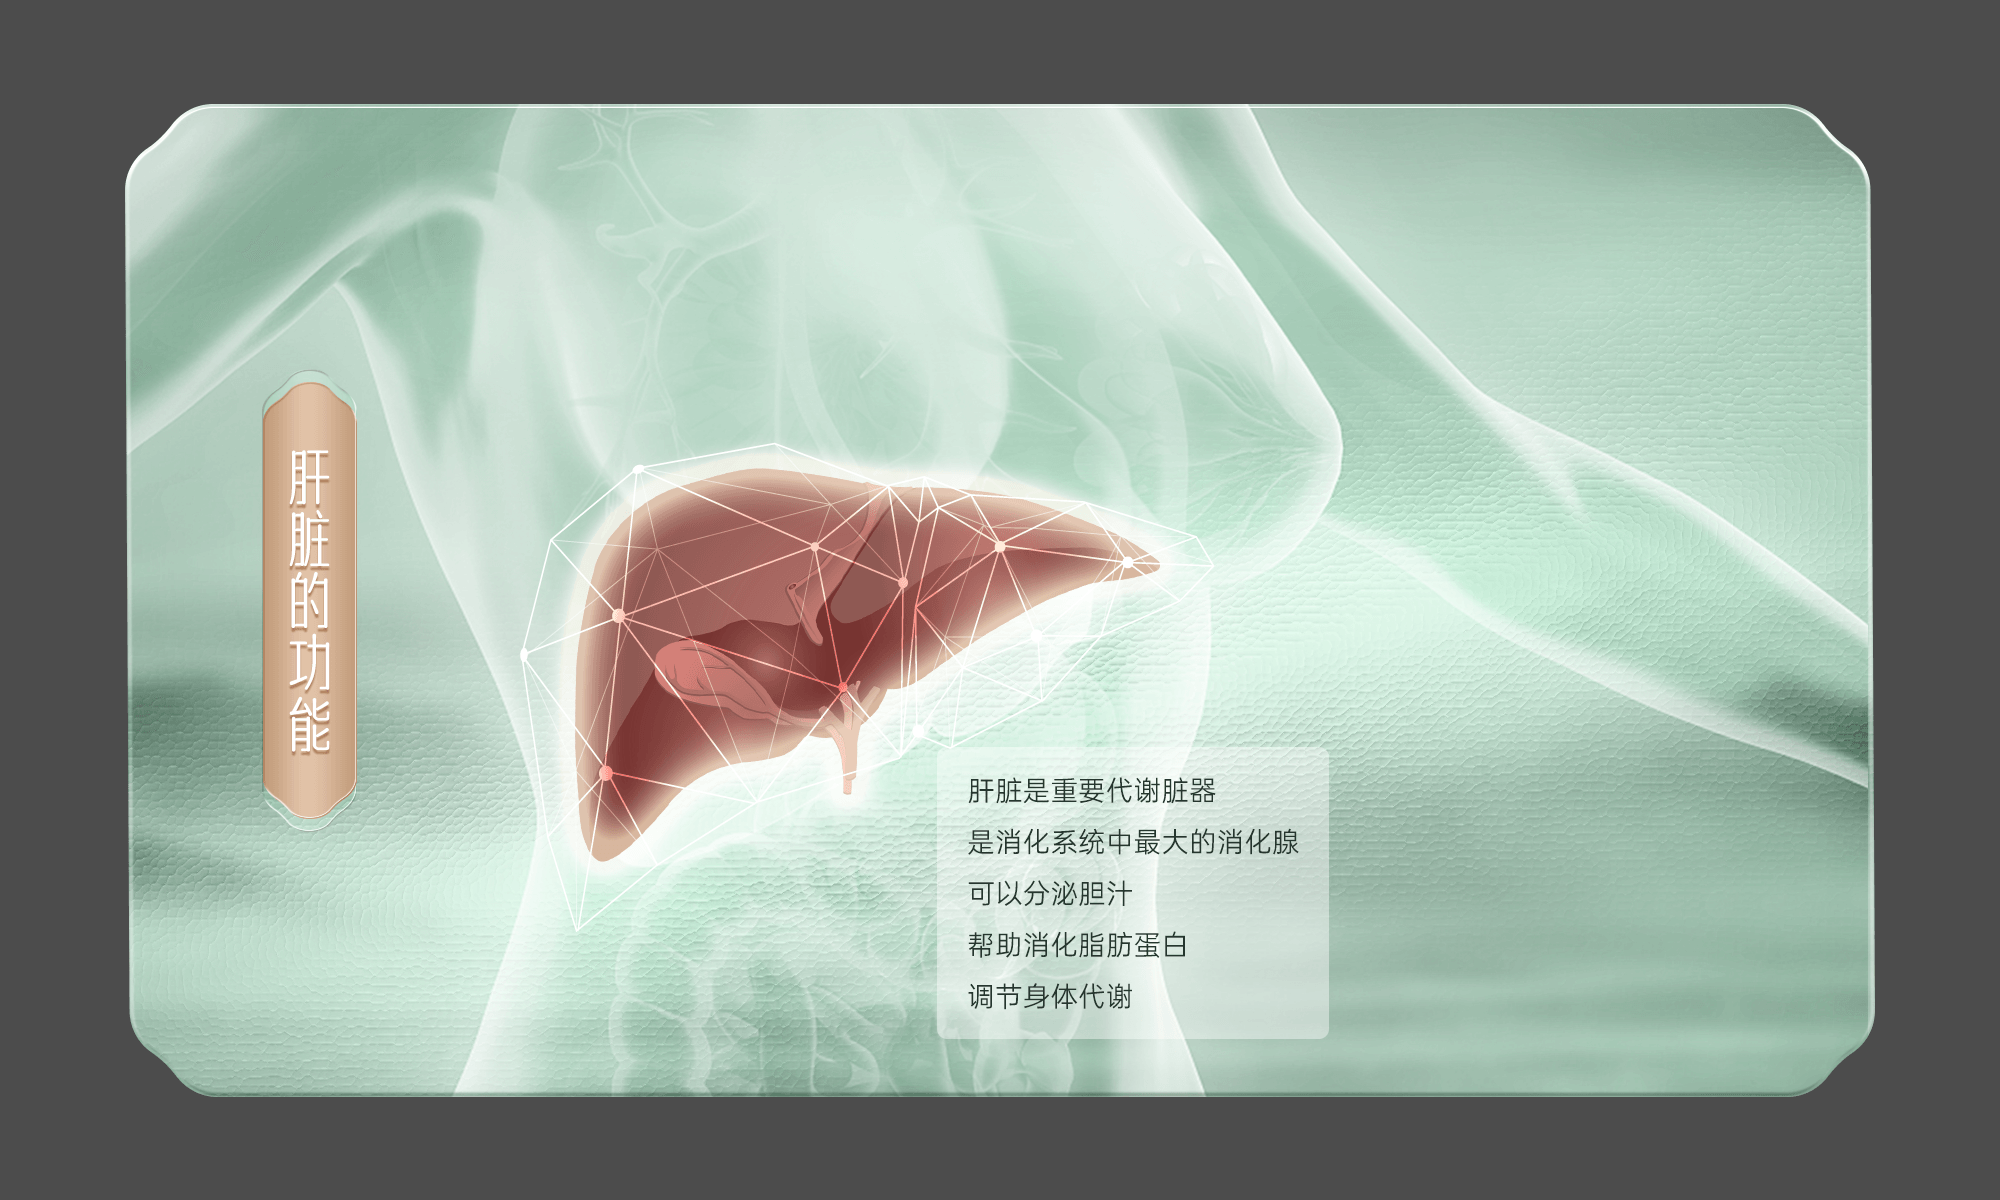 肝脏的功能
肝脏是重要代谢脏器
是消化系统中最大的消化腺
可以分泌胆汁
帮助消化脂肪蛋白
调节身体代谢